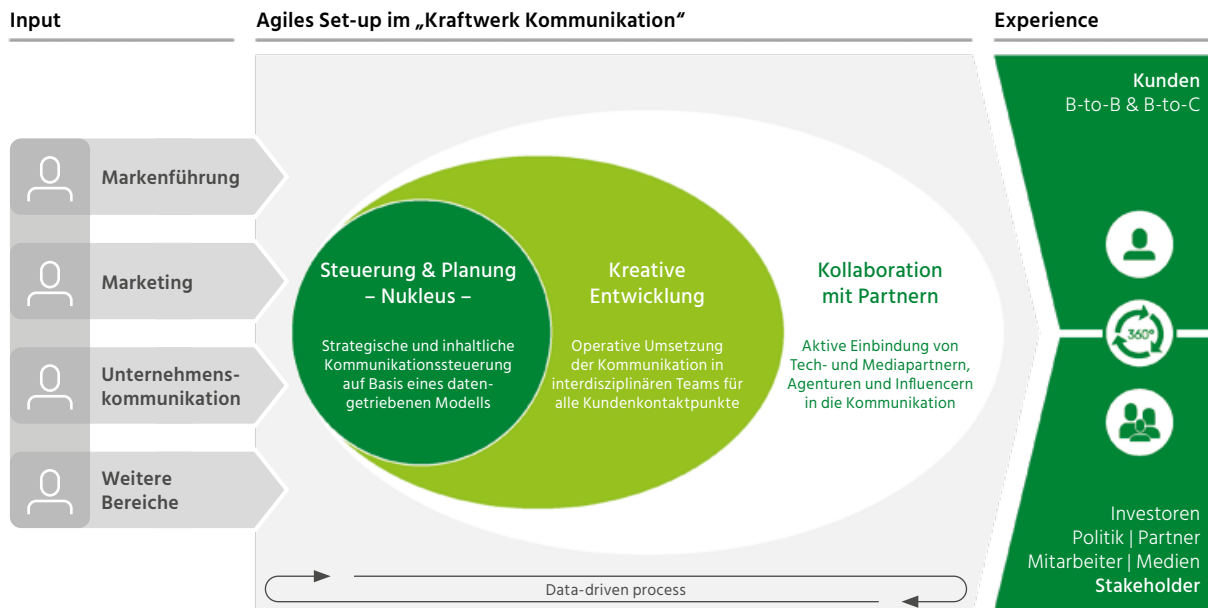 Input
Agiles Set-up im „Kraftwerk Kommunikation“
Experience
Markenführung
Marketing
Unternehmens-
kommunikation
Weitere
Bereiche
Steuerung & Planung
– Nukleus –
Strategische und inhaltliche
Kommunikationssteuerung
auf Basis eines daten-
getriebenen Modells
Kreative
Entwicklung
Operative Umsetzung
der Kommunikation in
interdisziplinären Teams für
alle Kundenkontaktpunkte
Kollaboration
mit Partnern
Aktive Einbindung von
Tech- und Mediapartnern,
Agenturen und Influencern
in die Kommunikation
Data-driven process
Kunden
B-to-B & B-to-C
360°
Investoren
Politik | Partner
Mitarbeiter | Medien
Stakeholder